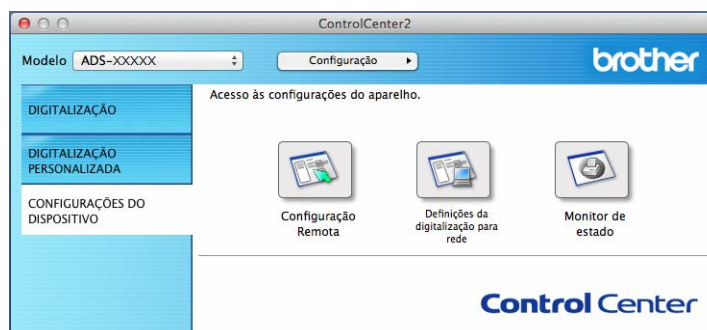 ControlCenter2
Modelo ADS-XXXXX Configuração brother
DIGITALIZAÇÃO
DIGITALIZAÇÃO
PERSONALIZADA
CONFIGURAÇÕES DO
DISPOSITIVO
Acesso às configurações do aparelho.
Configuração
Remota
Definições da
digitalização para
rede
Monitor de
estado
Control Center